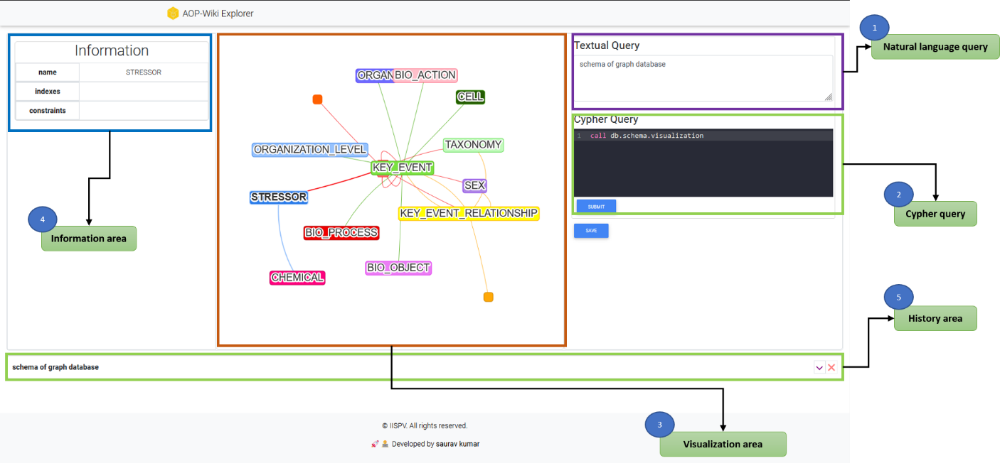 AOP-Wiki Explorer
Information
name STRESSOR
indexes
constraints
ORGAN
BIO_ACTION
CELL
TAXONOMY
ORGANIZATION_LEVEL
KEY_EVENT
SEX
STRESSOR
KEY_EVENT_RELATIONSHIP
BIO_PROCESS
BIO_OBJECT
CHEMICAL
Textual Query
schema of graph database
Cypher Query
1 call db.schema.visualization
SUBMIT
SAVE
1
Natural language query
2
Cypher query
4
Information area
5
History area
schema of graph database
3
Visualization area
© IISPV. All rights reserved.
🚀 👨‍💻 Developed by saurav kumar